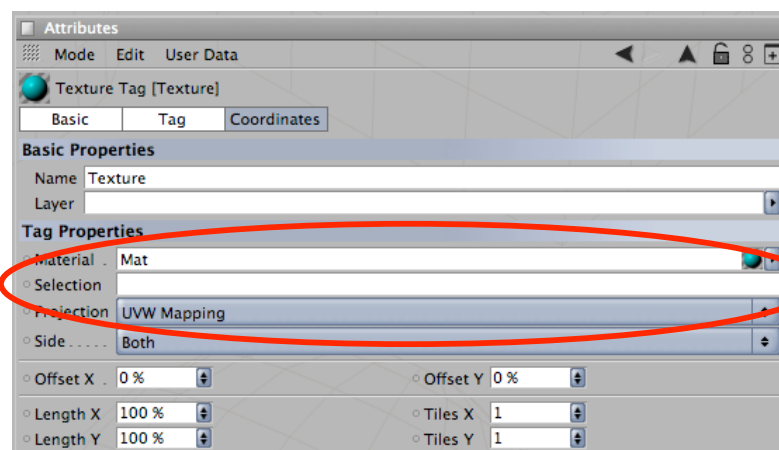 Attributes
Mode Edit User Data
Texture Tag [Texture]
Basic Tag Coordinates
Basic Properties
Name Texture
Layer
Tag Properties
Material . Mat
Selection
Projection UVW Mapping
Side..... Both
Offset X . 0 % Offset Y 0 %
Length X 100 % Tiles X 1
Length Y 100 % Tiles Y 1